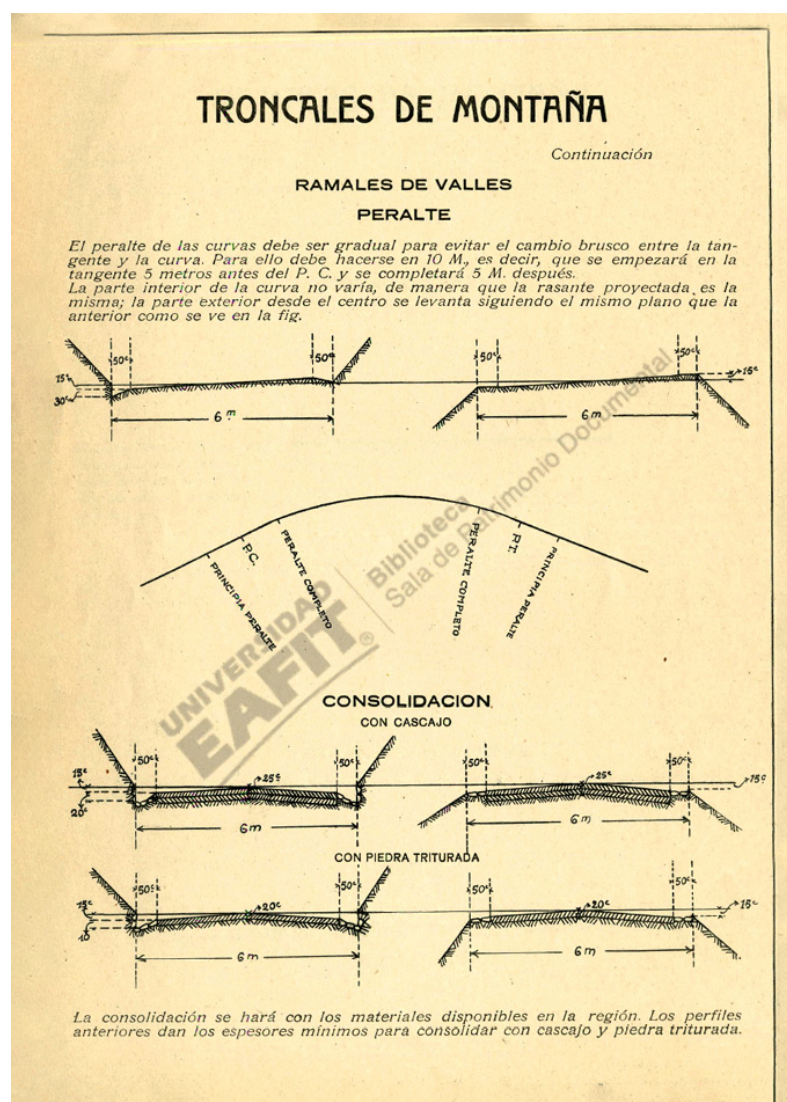 TRONCALES DE MONTAÑA
Continuación
RAMALES DE VALLES
PERALTE
El peralte de las curvas debe ser gradual para evitar el cambio brusco entre la tan-
gente y la curva. Para ello debe hacerse en 10 M., es decir, que se empezará en la
tangente 5 metros antes del P. C. y se completará 5 M. después.
La parte interior de la curva no varía, de manera que la rasante proyectada es la
misma; la parte exterior desde el centro se levanta siguiendo el mismo plano que la
anterior como se ve en la fig.
50c 50c 50c 50c
15c 15c
30c
6 m 6 m
P.C. P.T.
PRINCIPIA PERALTE PERALTE COMPLETO PERALTE COMPLETO PRINCIPIA PERALTE
UNIVERSIDAD
EAFIT®
Biblioteca
Sala de Patrimonio Documental
CONSOLIDACION
CON CASCAJO
50c 50c 50c 50c
15c 25c 25c 15c
20c
6 m 6 m
CON PIEDRA TRITURADA
50c 50c 50c 50c
15c 20c 20c 15c
10
6 m 6 m
La consolidación se hará con los materiales disponibles en la región. Los perfiles
anteriores dan los espesores mínimos para consolidar con cascajo y piedra triturada.